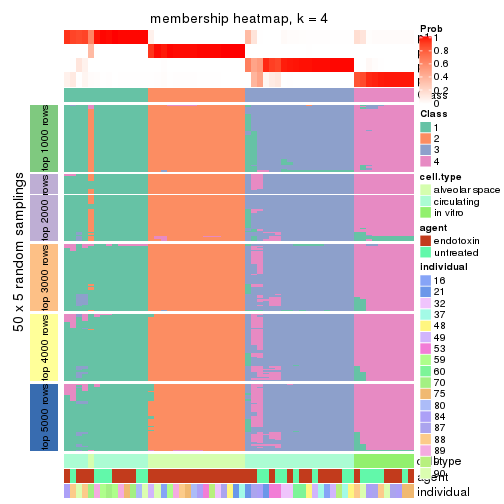 membership heatmap, k = 4
50 x 5 random samplings
top 1000 rows
top 2000 rows
top 3000 rows
top 4000 rows
top 5000 rows
Prob
1
0.8
0.6
0.4
0.2
0
Class
1
2
3
4
cell.type
alveolar space
circulating
in vitro
agent
endotoxin
untreated
individual
16
21
32
37
48
49
53
59
60
70
75
80
84
87
88
89
90
agent
individual